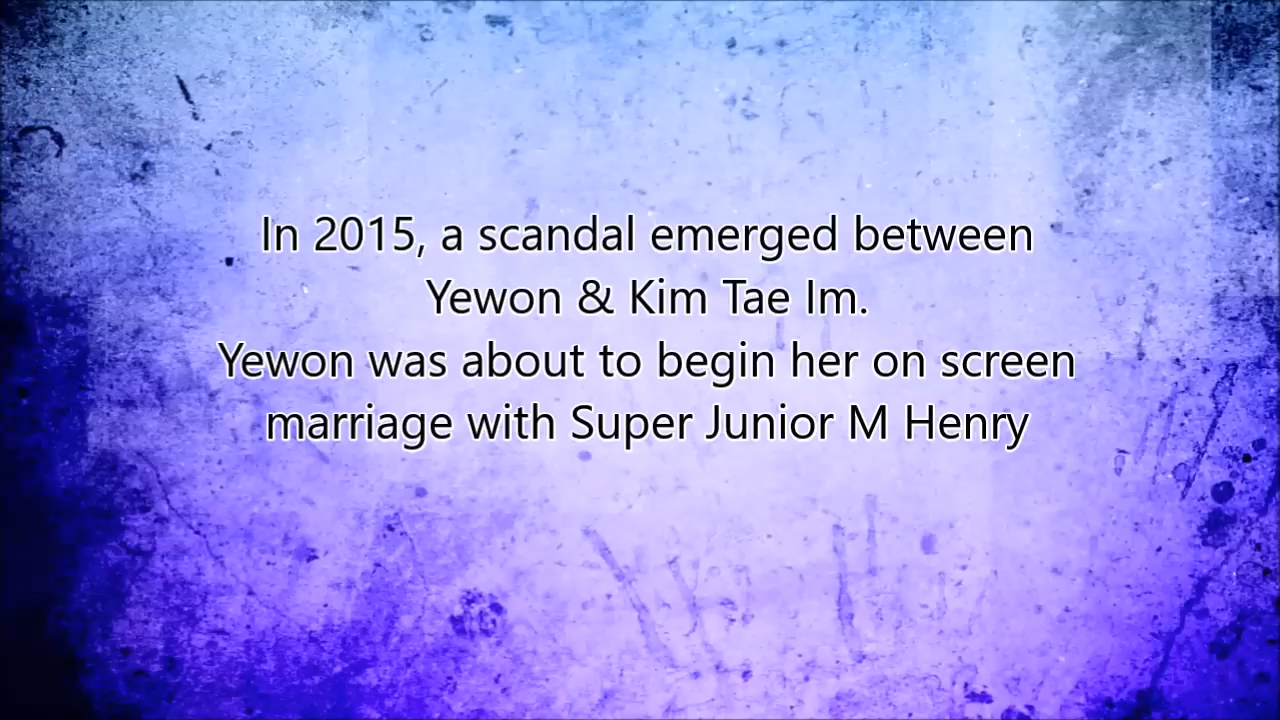 In 2015, a scandal emerged between
Yewon & Kim Tae Im.
Yewon was about to begin her on screen
marriage with Super Junior M Henry